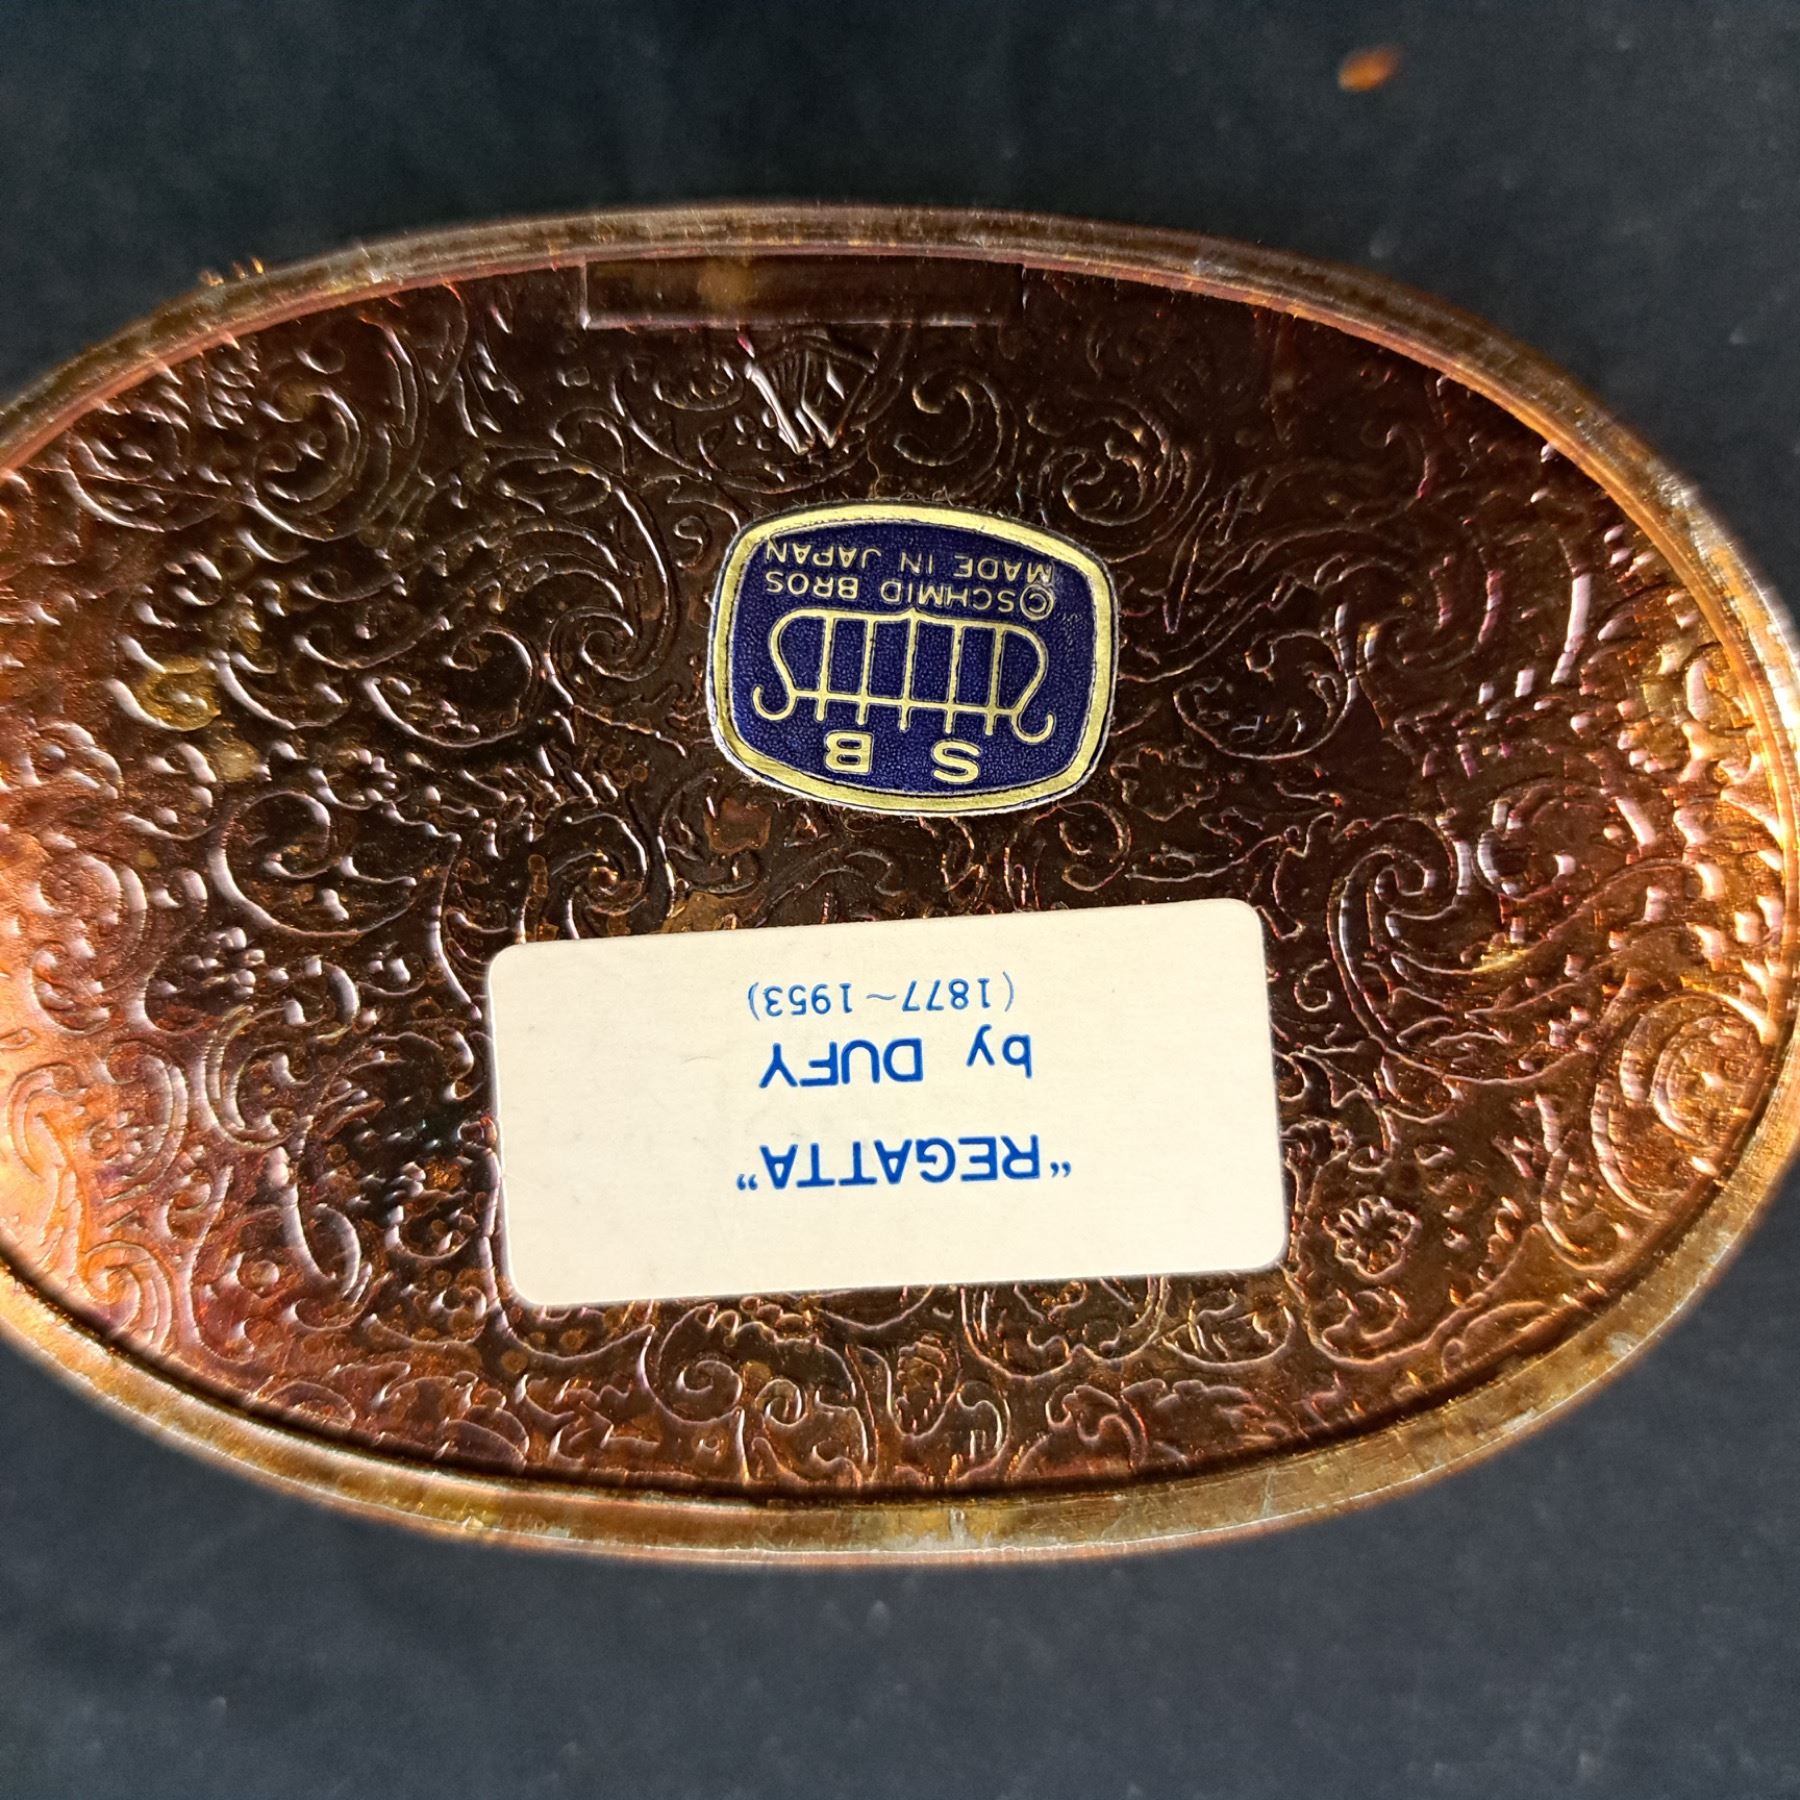 "REGATTA"
by DUFY
(1877~1953)
S B
©SCHMID BROS
MADE IN JAPAN